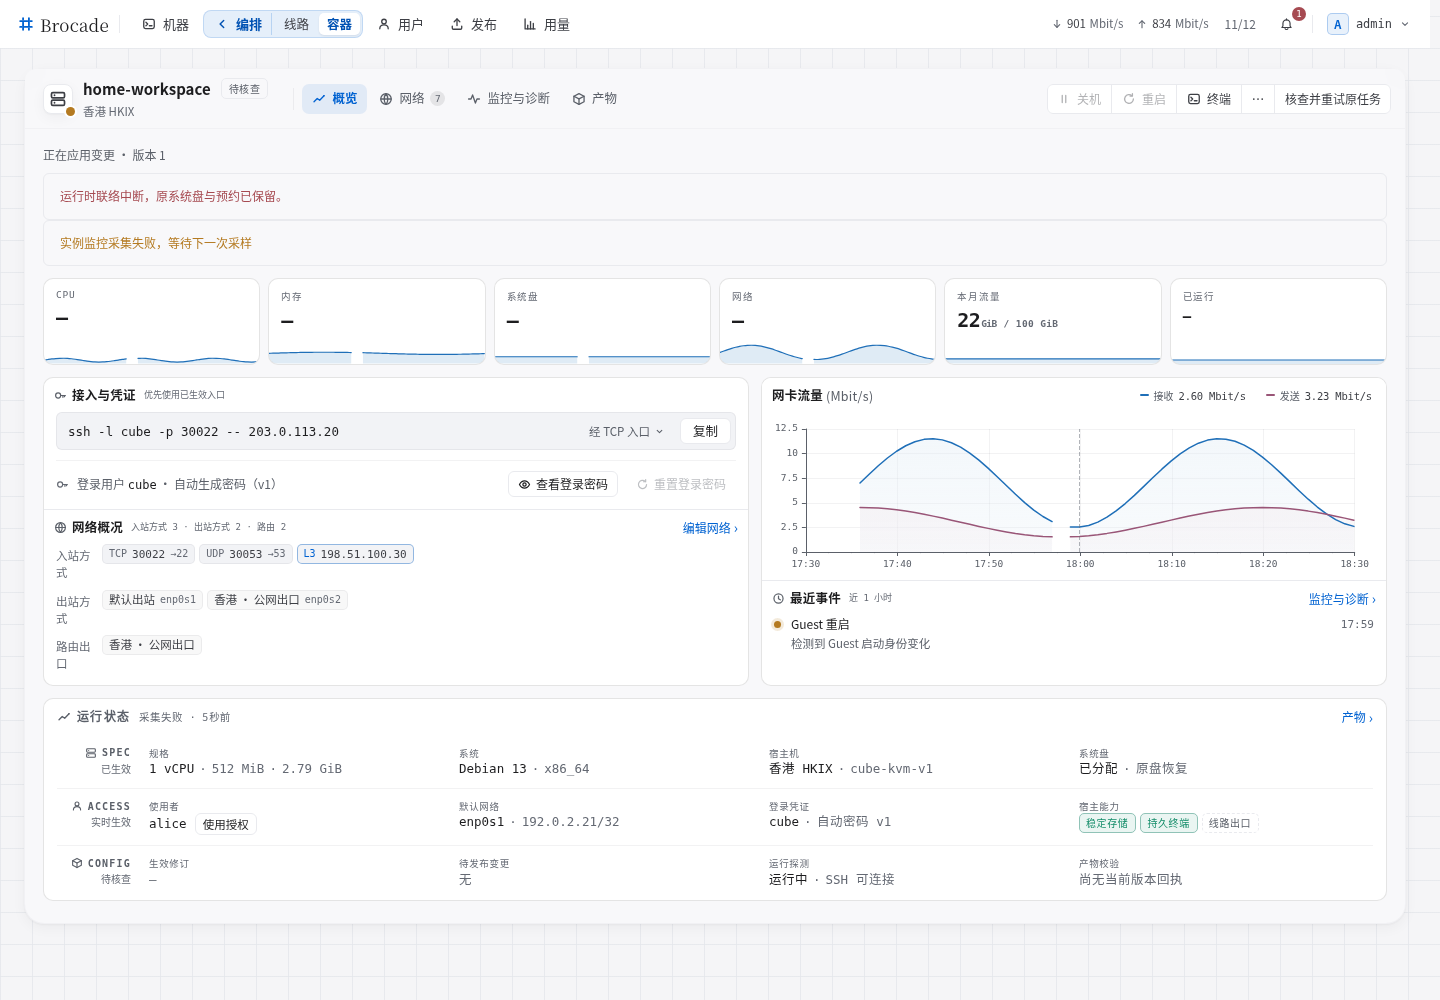 Brocade 机器 编排 线路 容器 用户 发布 用量 901 Mbit/s 834 Mbit/s 11/12 1 A admin
home-workspace 待核查 概览 网络 7 监控与诊断 产物 关机 重启 终端 ··· 核查并重试原任务
香港 HKIX
正在应用变更 · 版本 1
运行时联络中断，原系统盘与预约已保留。
实例监控采集失败，等待下一次采样
CPU 内存 系统盘 网络 本月流量 已运行
— — — — 22GiB / 100 GiB —
接入与凭证 优先使用已生效入口
ssh -l cube -p 30022 -- 203.0.113.20 经 TCP 入口 复制
登录用户 cube · 自动生成密码（v1） 查看登录密码 重置登录密码
网络概况 入站方式 3 · 出站方式 2 · 路由 2 编辑网络 ›
入站方式 TCP 30022 →22 UDP 30053 →53 L3 198.51.100.30
出站方式 默认出站 enp0s1 香港 · 公网出口 enp0s2
路由出口 香港 · 公网出口
网卡流量 (Mbit/s) 接收 2.60 Mbit/s 发送 3.23 Mbit/s
12.5
10
7.5
5
2.5
0
17:30 17:40 17:50 18:00 18:10 18:20 18:30
最近事件 近 1 小时 监控与诊断 ›
Guest 重启 17:59
检测到 Guest 启动身份变化
运行状态 采集失败 · 5秒前 产物 ›
SPEC 规格 系统 宿主机 系统盘
已生效 1 vCPU · 512 MiB · 2.79 GiB Debian 13 · x86_64 香港 HKIX · cube-kvm-v1 已分配 · 原盘恢复
ACCESS 使用者 默认网络 登录凭证 宿主能力
实时生效 alice 使用授权 enp0s1 · 192.0.2.21/32 cube · 自动密码 v1 稳定存储 持久终端 线路出口
CONFIG 生效修订 待发布变更 运行探测 产物校验
待核查 — 无 运行中 · SSH 可连接 尚无当前版本回执